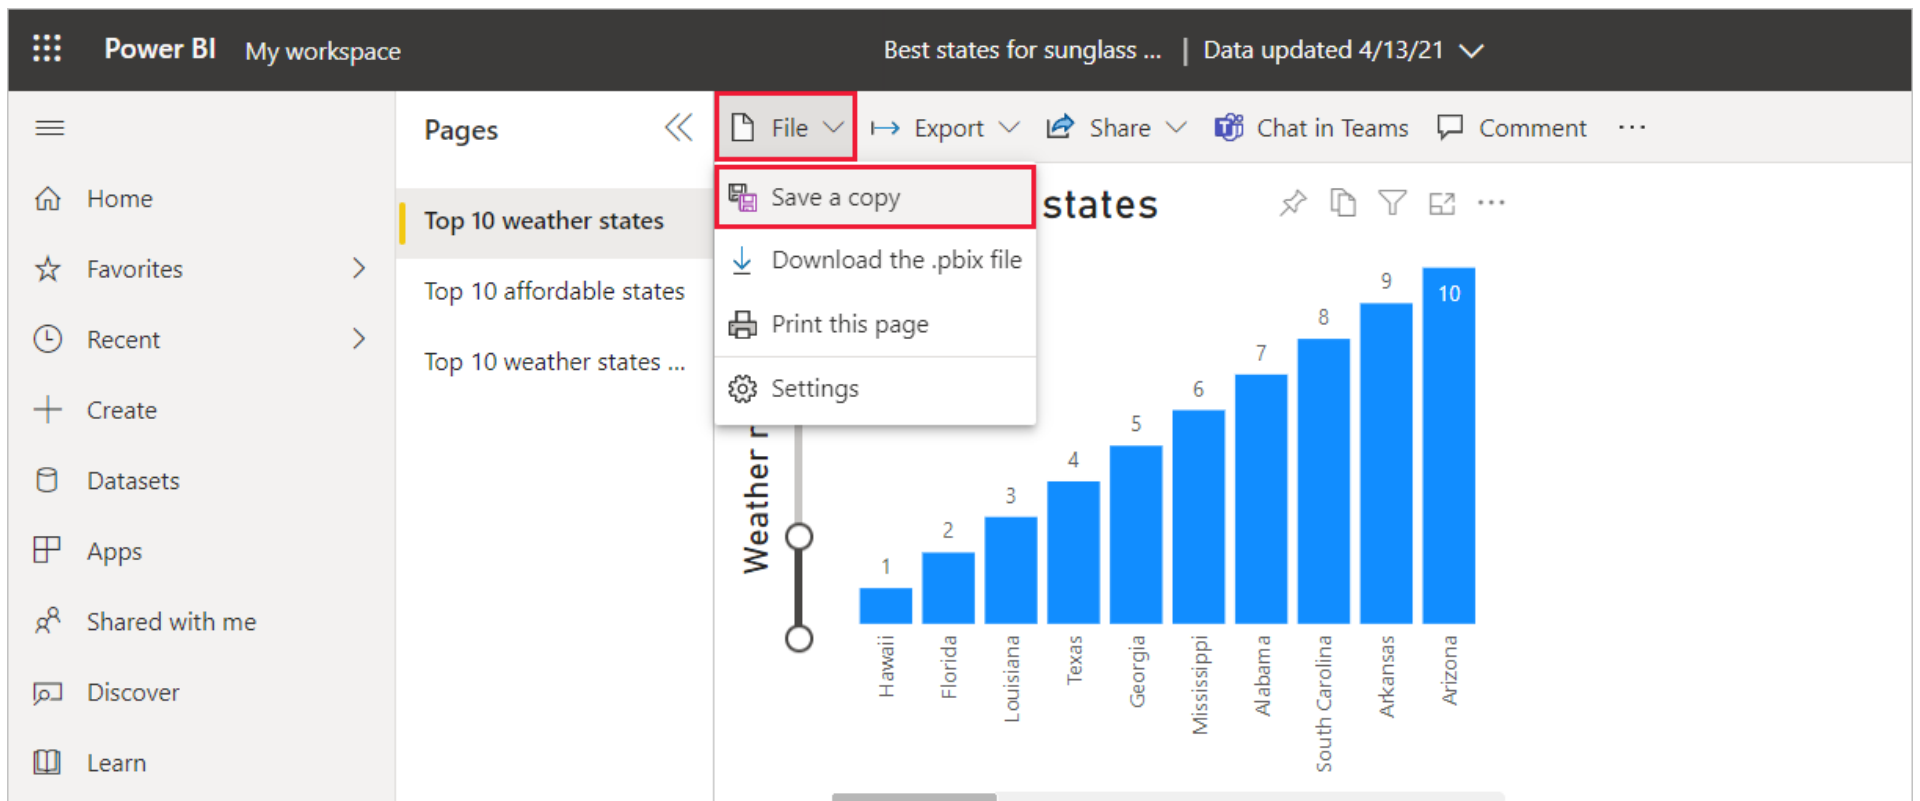 Power BI My workspace
Best states for sunglass ... | Data updated 4/13/21
Home
Favorites
Recent
Create
Datasets
Apps
Shared with me
Discover
Learn
Pages
Top 10 weather states
Top 10 affordable states
Top 10 weather states ...
File Export Share Chat in Teams Comment ...
Save a copy
Download the .pbix file
Print this page
Settings
states
Weather
1
2
3
4
5
6
7
8
9
10
Hawaii
Florida
Louisiana
Texas
Georgia
Mississippi
Alabama
South Carolina
Arkansas
Arizona